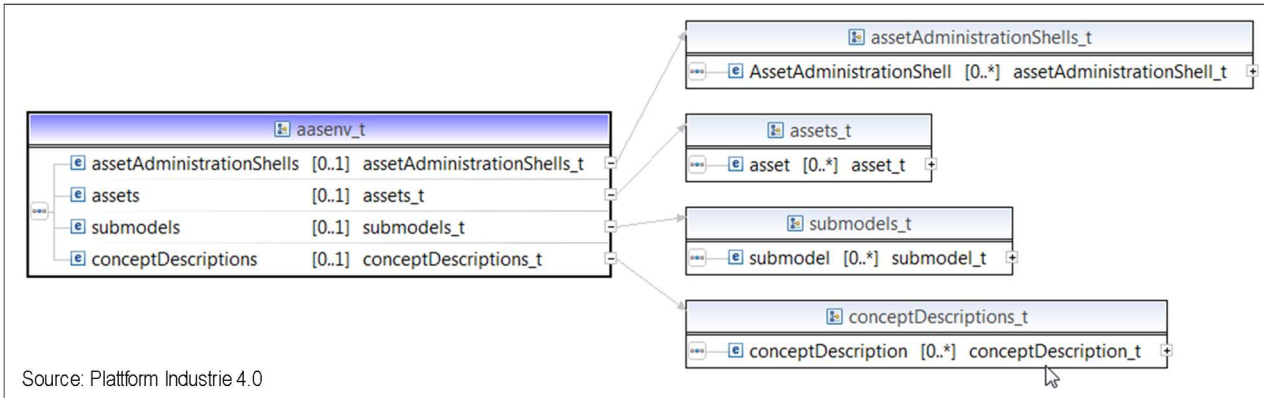 aasenv_t
assetAdministrationShells [0..1] assetAdministrationShells_t
assets [0..1] assets_t
submodels [0..1] submodels_t
conceptDescriptions [0..1] conceptDescriptions_t
assetAdministrationShells_t
AssetAdministrationShell [0..*] assetAdministrationShell_t
assets_t
asset [0..*] asset_t
submodels_t
submodel [0..*] submodel_t
conceptDescriptions_t
conceptDescription [0..*] conceptDescription_t
Source: Plattform Industrie 4.0